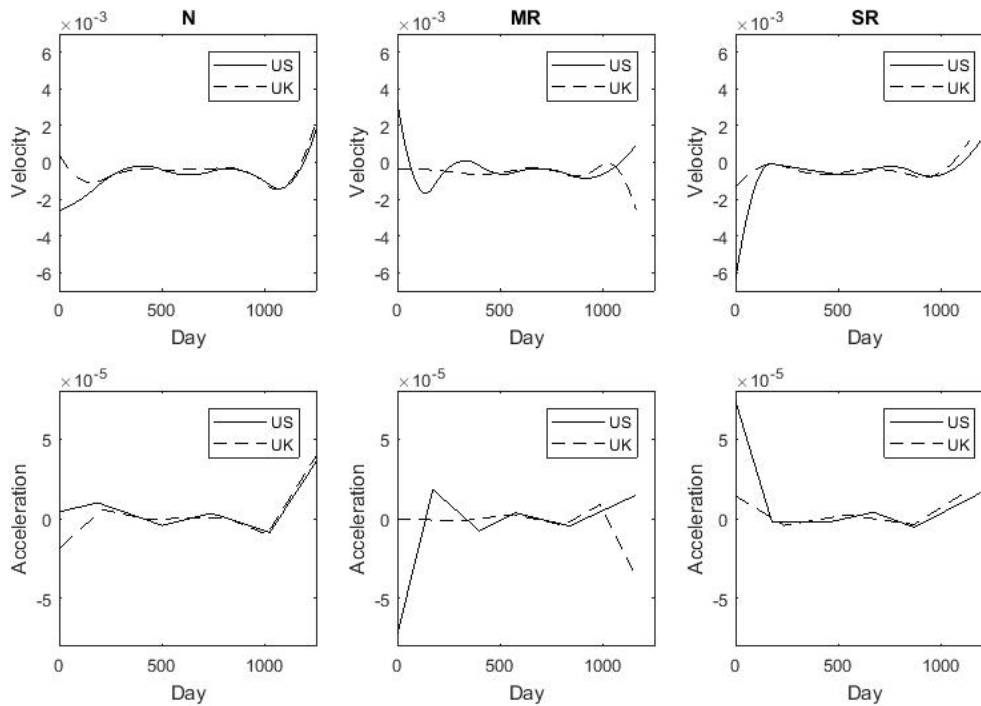 N
×10⁻³
6
4
2
0
-2
-4
-6
Velocity
0
500
1000
Day
US
UK
MR
×10⁻³
6
4
2
0
-2
-4
-6
Velocity
0
500
1000
Day
US
UK
SR
×10⁻³
6
4
2
0
-2
-4
-6
Velocity
0
500
1000
Day
US
UK
×10⁻⁵
5
0
-5
Acceleration
0
500
1000
Day
US
UK
×10⁻⁵
5
0
-5
Acceleration
0
500
1000
Day
US
UK
×10⁻⁵
5
0
-5
Acceleration
0
500
1000
Day
US
UK